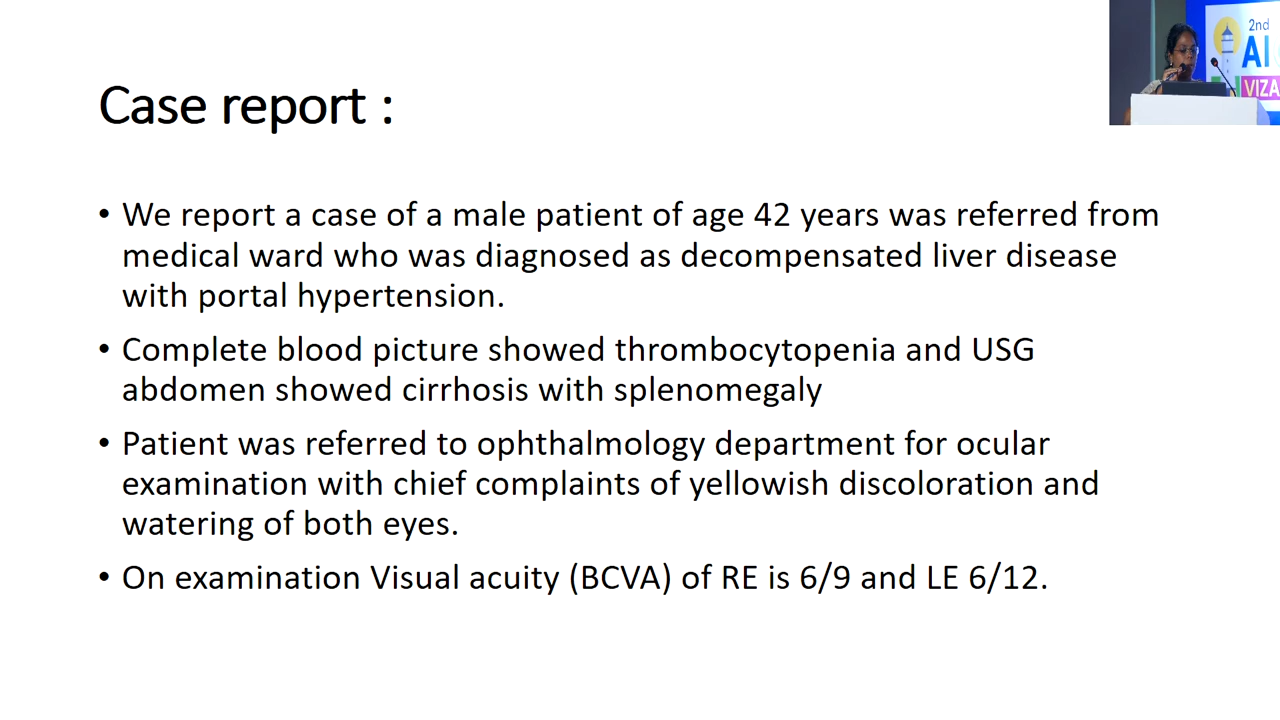 2nd
AI
VIZA
Case report :
• We report a case of a male patient of age 42 years was referred from
medical ward who was diagnosed as decompensated liver disease
with portal hypertension.
• Complete blood picture showed thrombocytopenia and USG
abdomen showed cirrhosis with splenomegaly
• Patient was referred to ophthalmology department for ocular
examination with chief complaints of yellowish discoloration and
watering of both eyes.
• On examination Visual acuity (BCVA) of RE is 6/9 and LE 6/12.